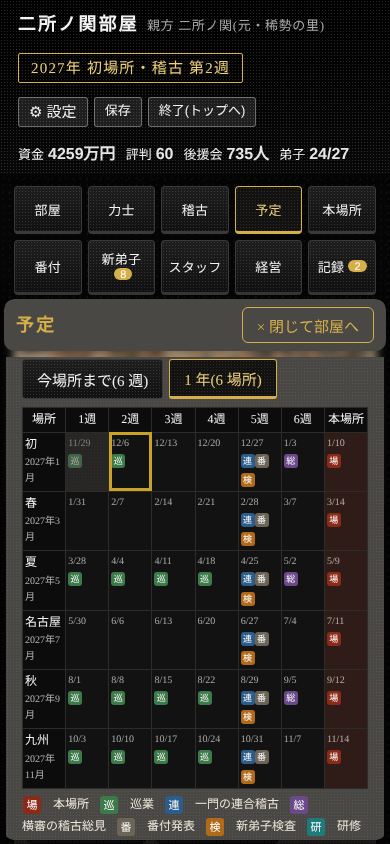 二所ノ関部屋 親方 二所ノ関(元・稀勢の里)
2027年 初場所・稽古 第2週
⚙ 設定 保存 終了(トップへ)
資金 4259万円 評判 60 後援会 735人 弟子 24/27
部屋 力士 稽古 予定 本場所
番付 新弟子 8 スタッフ 経営 記録 2
予定 × 閉じて部屋へ
今場所まで(6 週) 1 年(6 場所)
場所 1週 2週 3週 4週 5週 6週 本場所
初 11/29 12/6 12/13 12/20 12/27 1/3 1/10
2027年1 巡 巡 連 番 総 場
月 検
春 1/31 2/7 2/14 2/21 2/28 3/7 3/14
2027年3 連 番 場
月 検
夏 3/28 4/4 4/11 4/18 4/25 5/2 5/9
2027年5 巡 巡 巡 巡 連 番 総 場
月 検
名古屋 5/30 6/6 6/13 6/20 6/27 7/4 7/11
2027年7 連 番 場
月 検
秋 8/1 8/8 8/15 8/22 8/29 9/5 9/12
2027年9 巡 巡 巡 巡 連 番 総 場
月 検
九州 10/3 10/10 10/17 10/24 10/31 11/7 11/14
2027年 巡 巡 巡 巡 連 番 場
11月 検
場 本場所 巡 巡業 連 一門の連合稽古 総
横審の稽古総見 番 番付発表 検 新弟子検査 研 研修